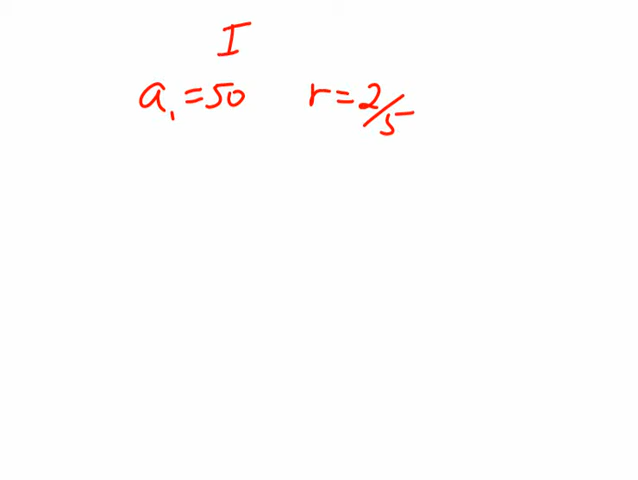 I
a₁ = 50 r = 2/5